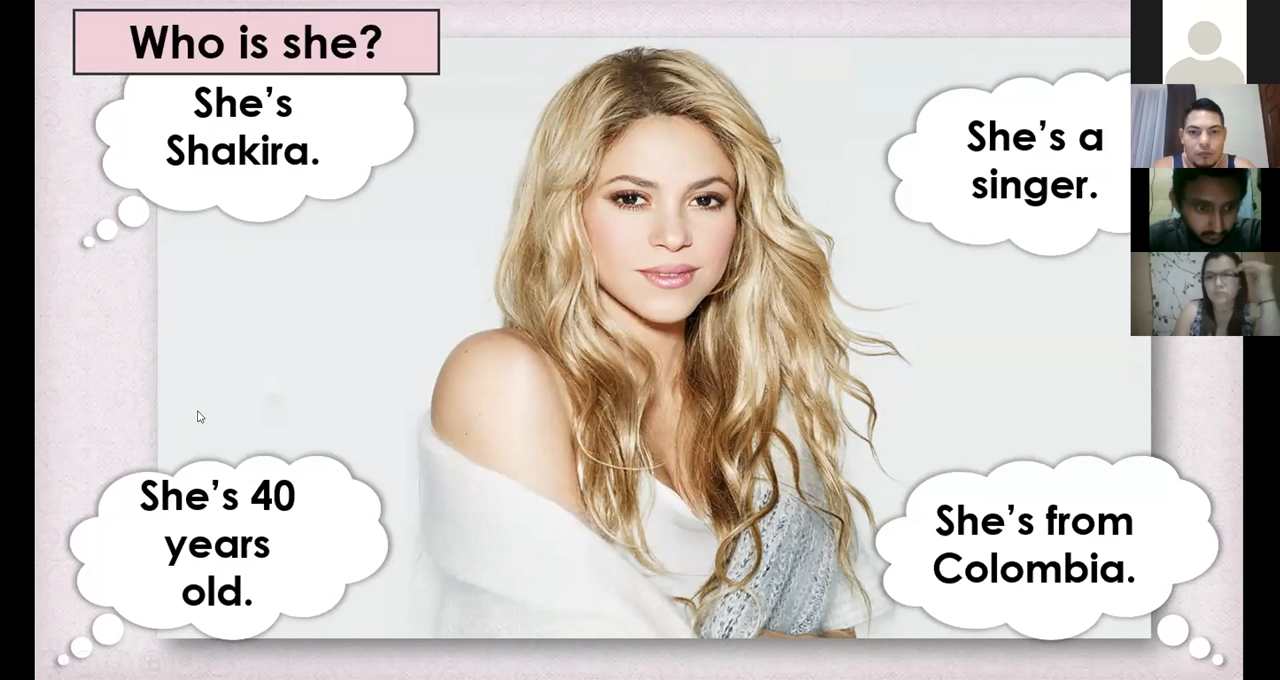 Who is she?
She’s
Shakira.
She’s a
singer.
She’s 40
years
old.
She’s from
Colombia.